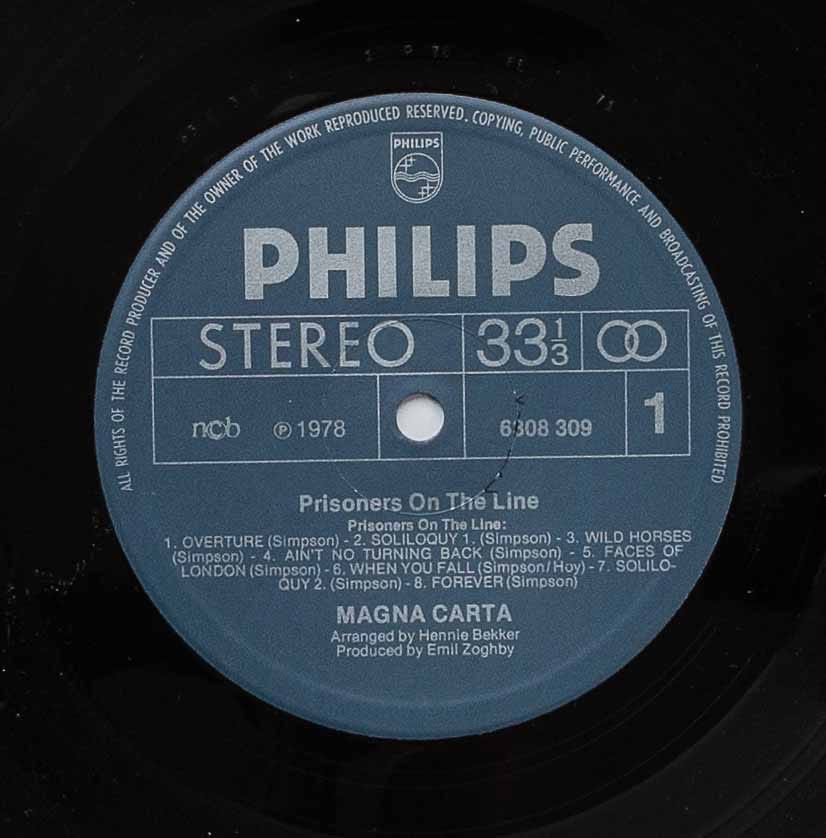 ALL RIGHTS OF THE RECORD PRODUCER AND OF THE OWNER OF THE WORK REPRODUCED RESERVED. COPYING, PUBLIC PERFORMANCE AND BROADCASTING OF THIS RECORD PROHIBITED
PHILIPS
PHILIPS
STEREO 33 1/3
ncb ℗ 1978 6308 309 1
Prisoners On The Line
Prisoners On The Line:
1. OVERTURE (Simpson) - 2. SOLILOQUY 1. (Simpson) - 3. WILD HORSES
(Simpson) - 4. AIN'T NO TURNING BACK (Simpson) - 5. FACES OF
LONDON (Simpson) - 6. WHEN YOU FALL (Simpson/Hoy) - 7. SOLILO-
QUY 2. (Simpson) - 8. FOREVER (Simpson)
MAGNA CARTA
Arranged by Hennie Bekker
Produced by Emil Zoghby